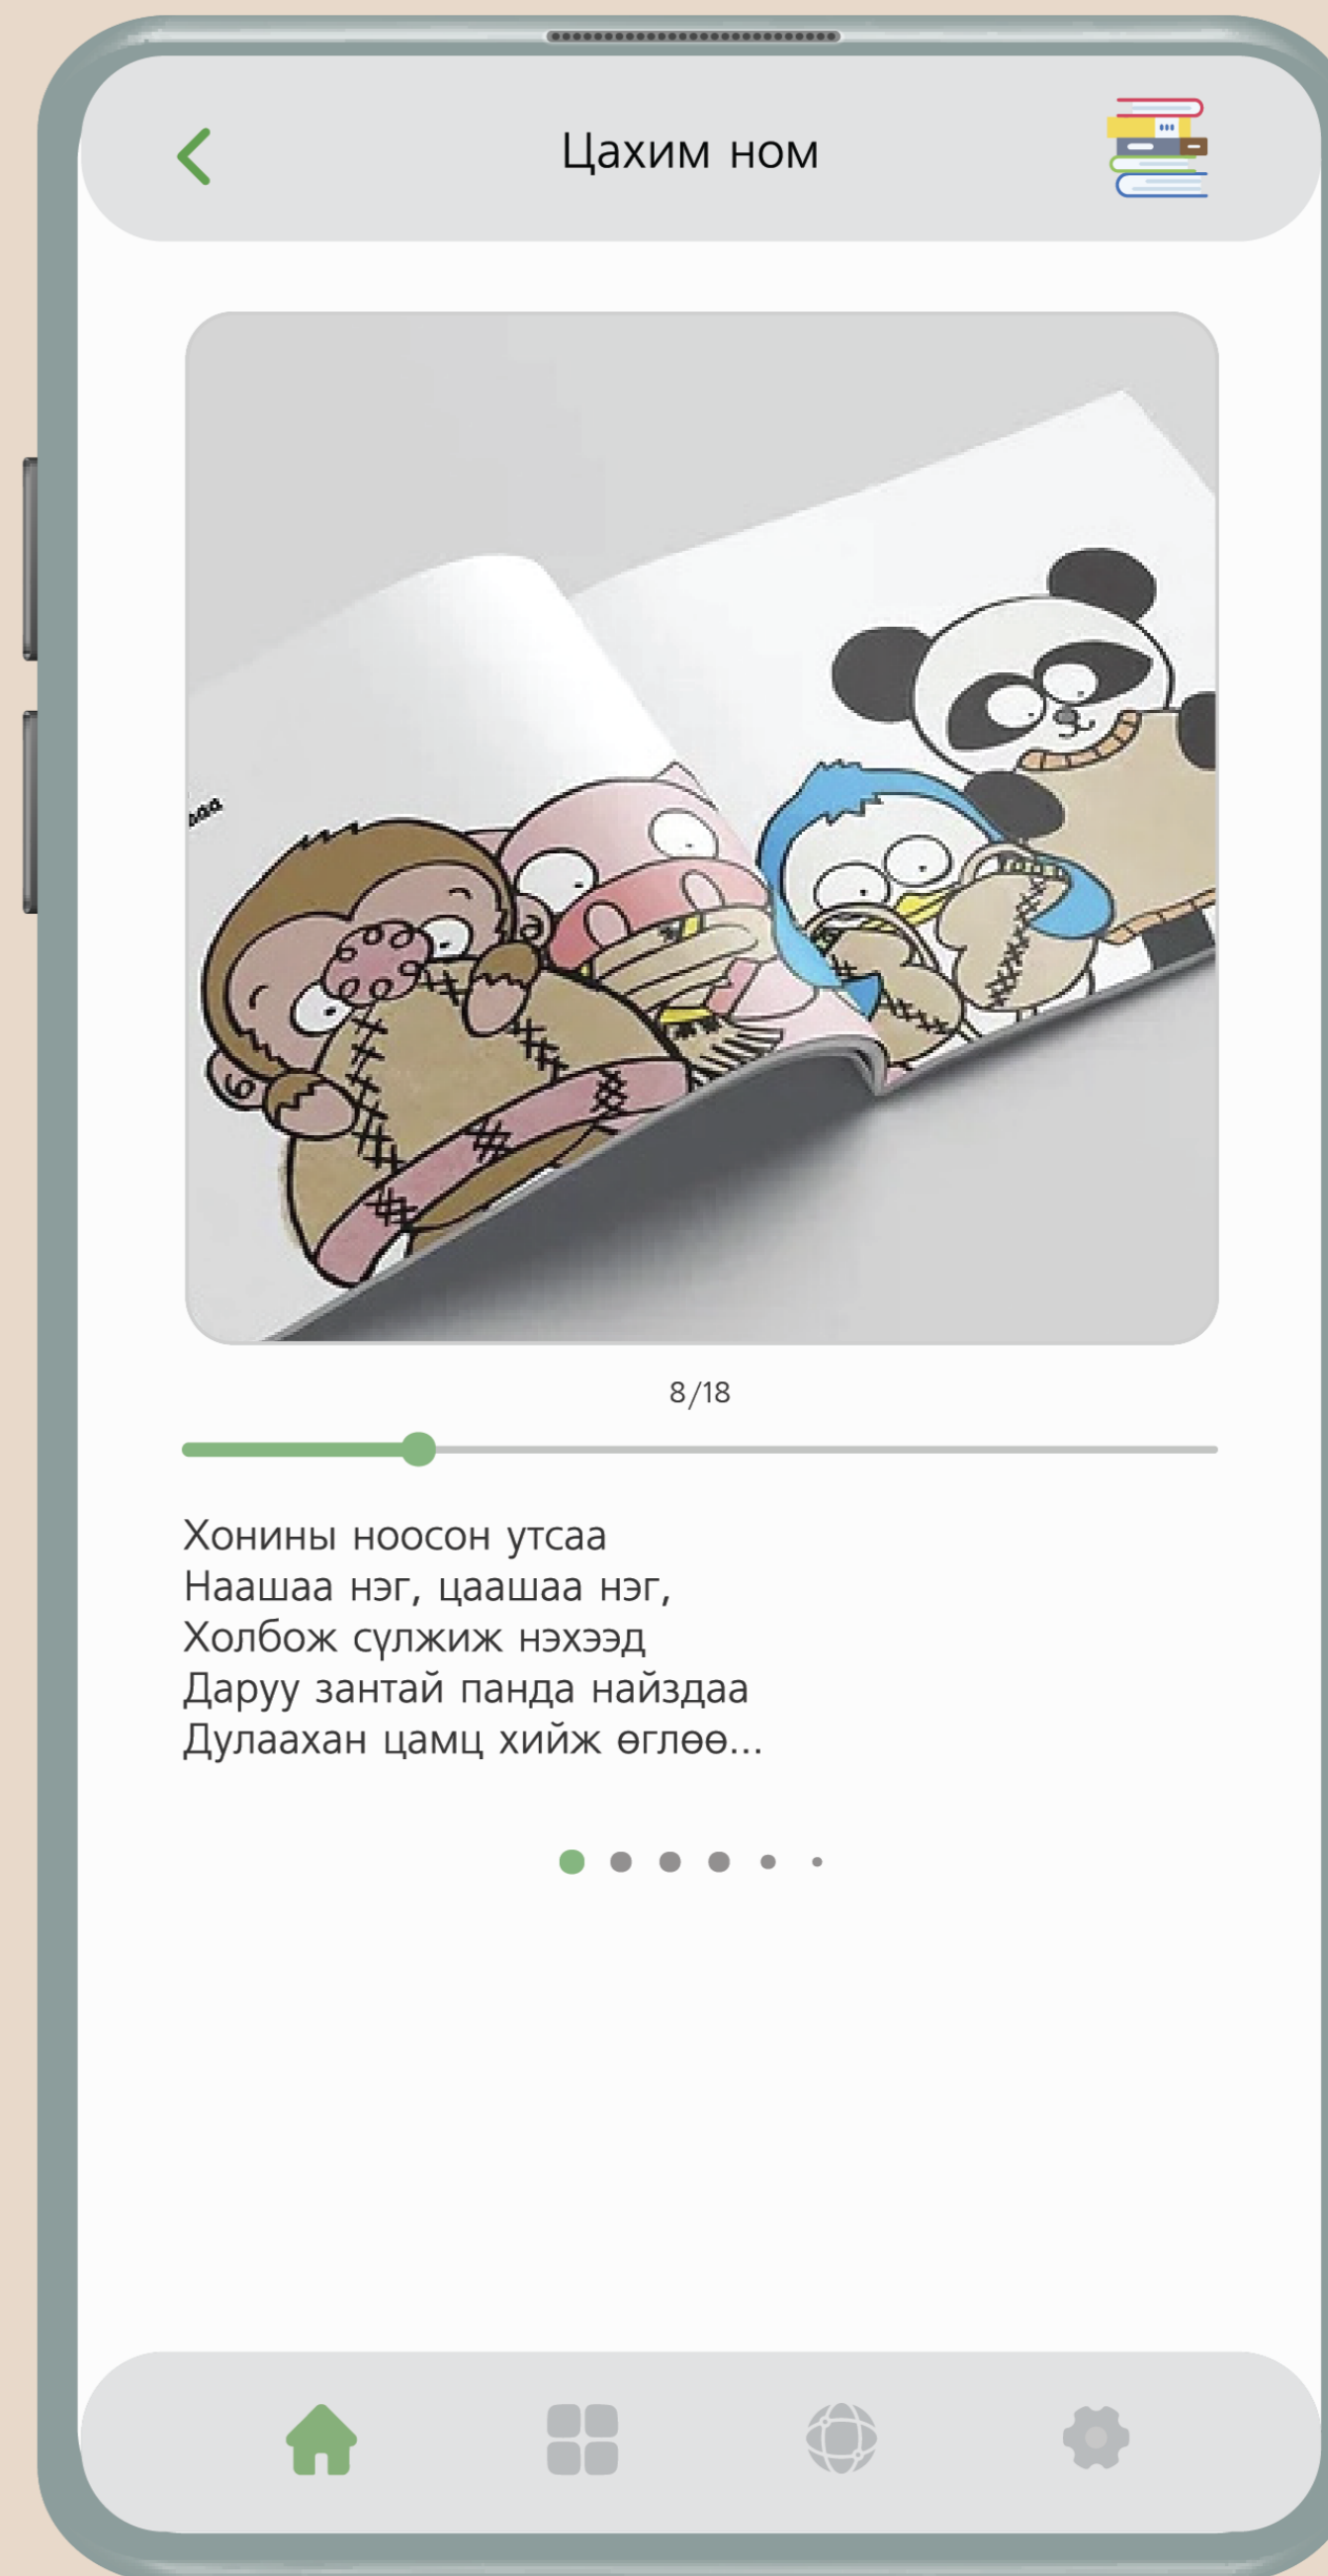 Цахим ном
8/18
Хонины ноосон утсаа
Наашаа нэг, цаашаа нэг,
Холбож сүлжиж нэхээд
Даруу зантай панда найздаа
Дулаахан цамц хийж өглөө...